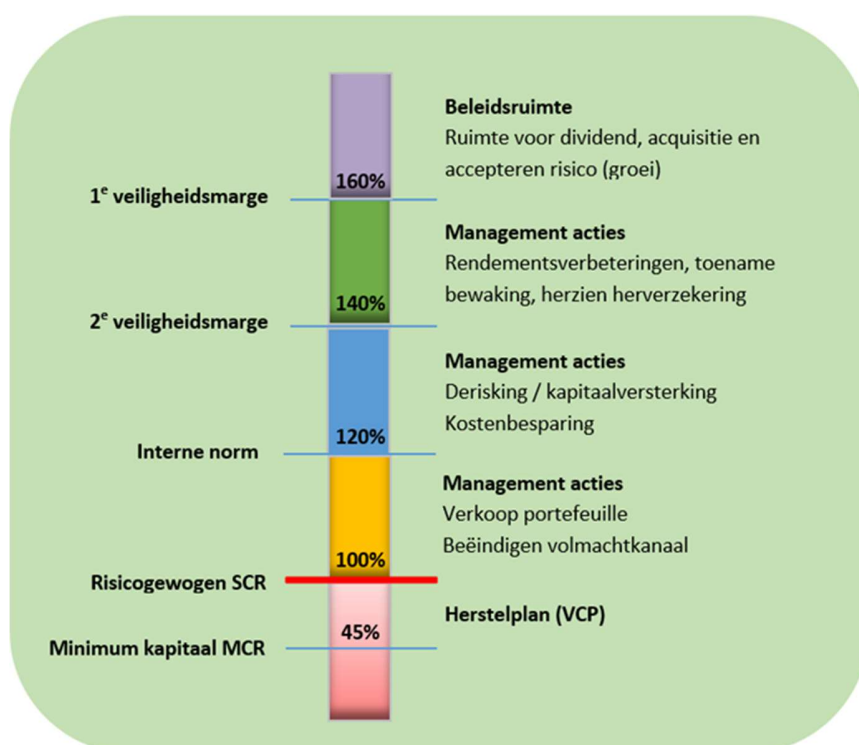 Beleidsruimte
Ruimte voor dividend, acquisitie en
accepteren risico (groei)
160%
1e veiligheidsmarge
Management acties
Rendementsverbeteringen, toename
bewaking, herzien herverzekering
140%
2e veiligheidsmarge
Management acties
Derisking / kapitaalversterking
Kostenbesparing
120%
Interne norm
Management acties
Verkoop portefeuille
Beëindigen volmachtkanaal
100%
Risicogewogen SCR
Herstelplan (VCP)
45%
Minimum kapitaal MCR